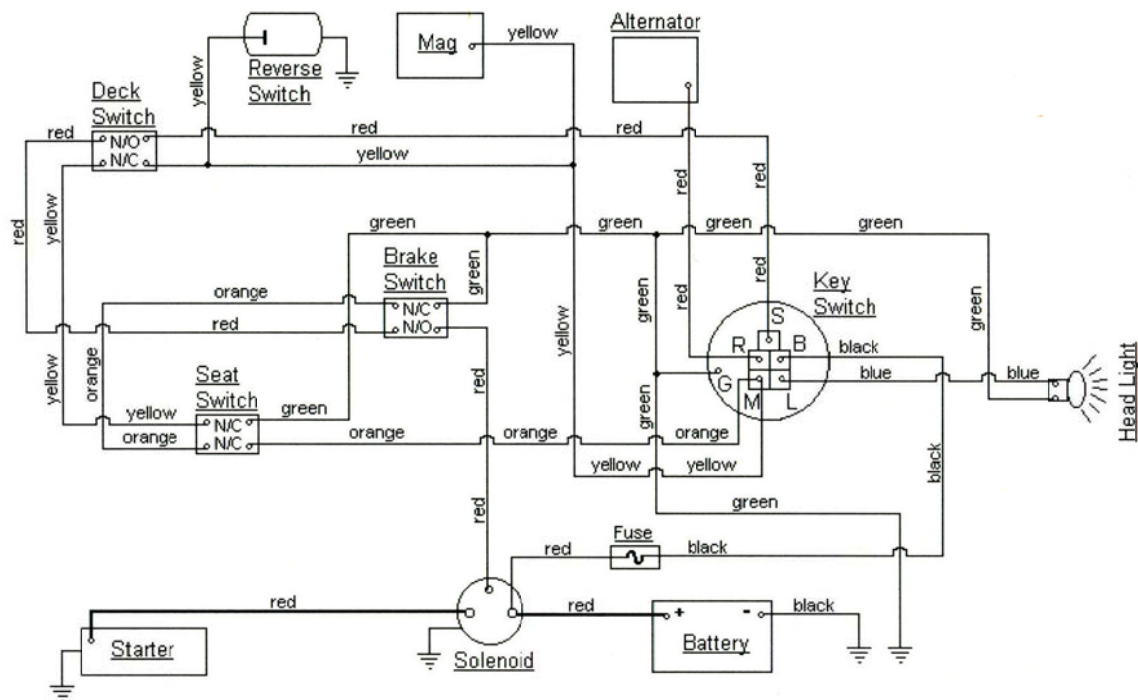 Alternator
yellow
Mag
Reverse
Switch
yellow
Deck
Switch
red
N/O
N/C
red
red
yellow
red
red
yellow
red
green
green
green
green
Brake
Switch
green
N/C
N/O
orange
red
red
red
green
yellow
Key
Switch
S
R
B
G
M
L
black
blue
blue
green
Head Light
yellow
orange
Seat
Switch
N/C
N/C
yellow
orange
green
red
orange
orange
orange
green
yellow
yellow
black
green
red
Fuse
red
black
red
Solenoid
red
+
-
Battery
black
Starter